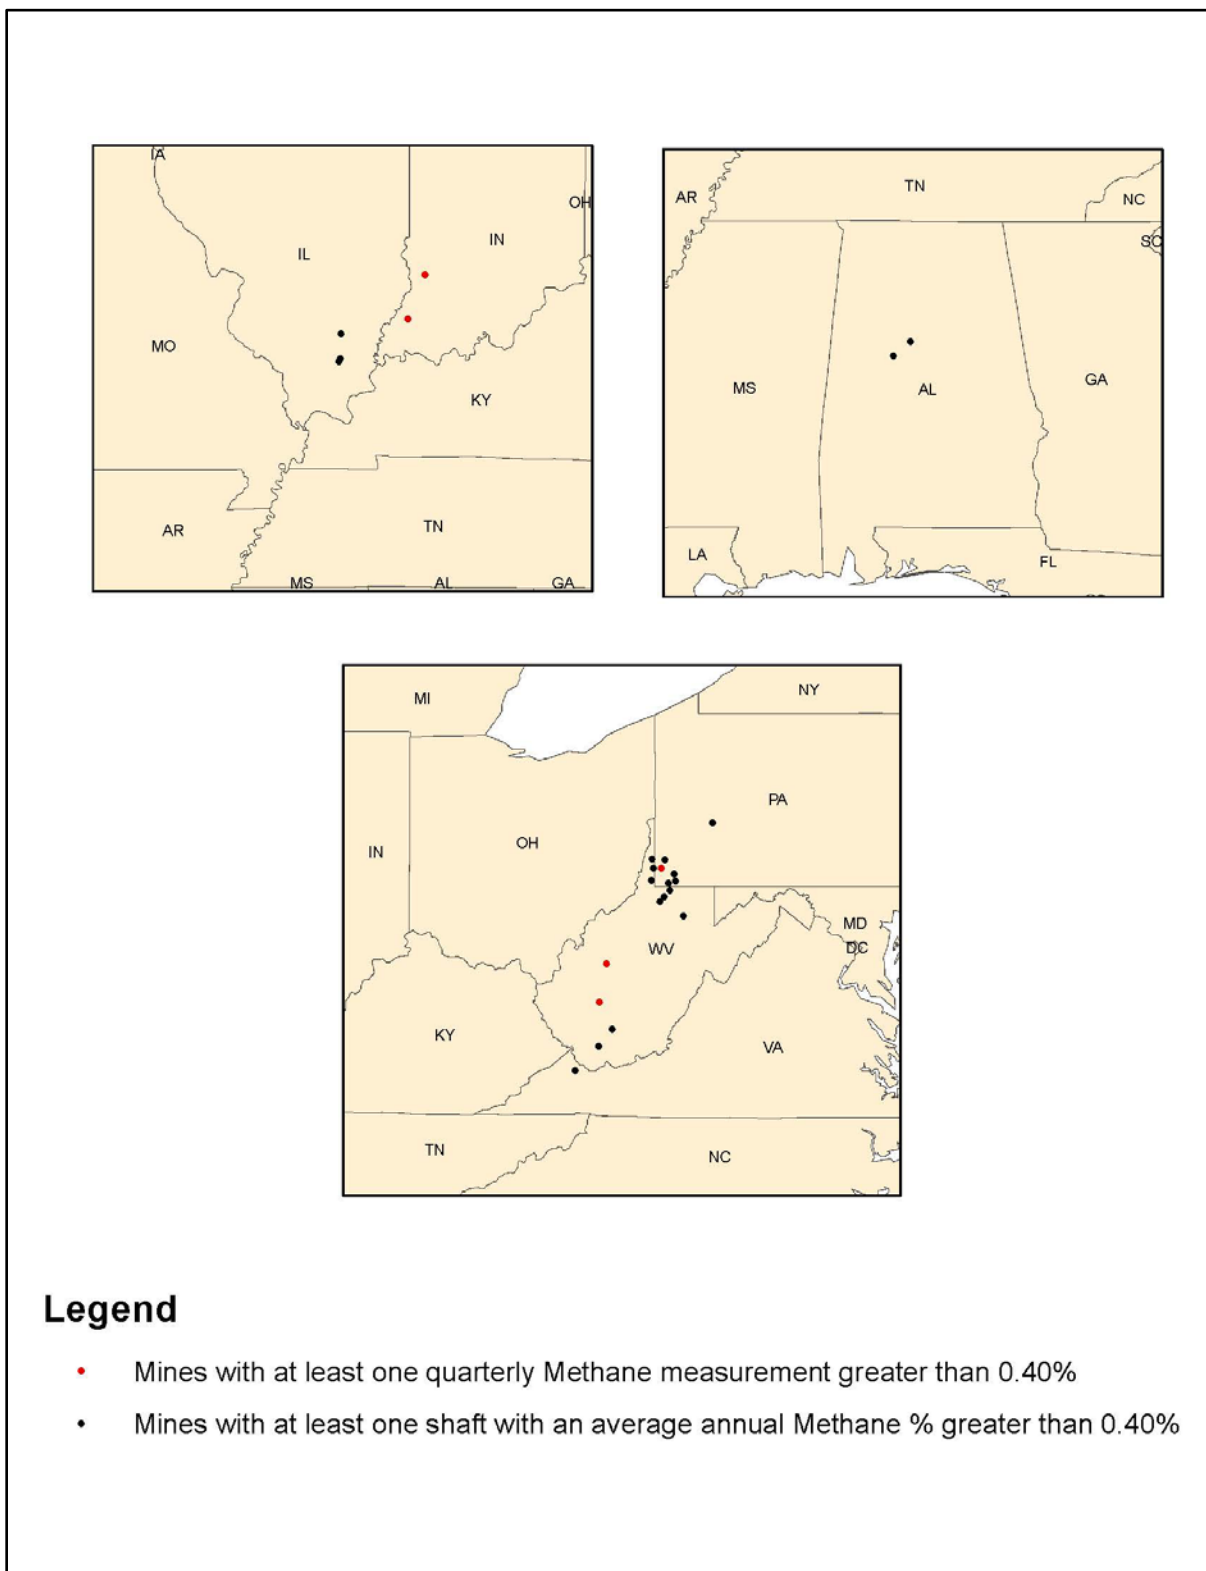 IA
OH
IN
IL
MO
KY
AR
TN
MS
AL
GA
TN
AR
NC
SC
MS
AL
GA
LA
FL
MI
NY
PA
OH
IN
MD
WV
DC
KY
VA
TN
NC
Legend
Mines with at least one quarterly Methane measurement greater than 0.40%
Mines with at least one shaft with an average annual Methane % greater than 0.40%